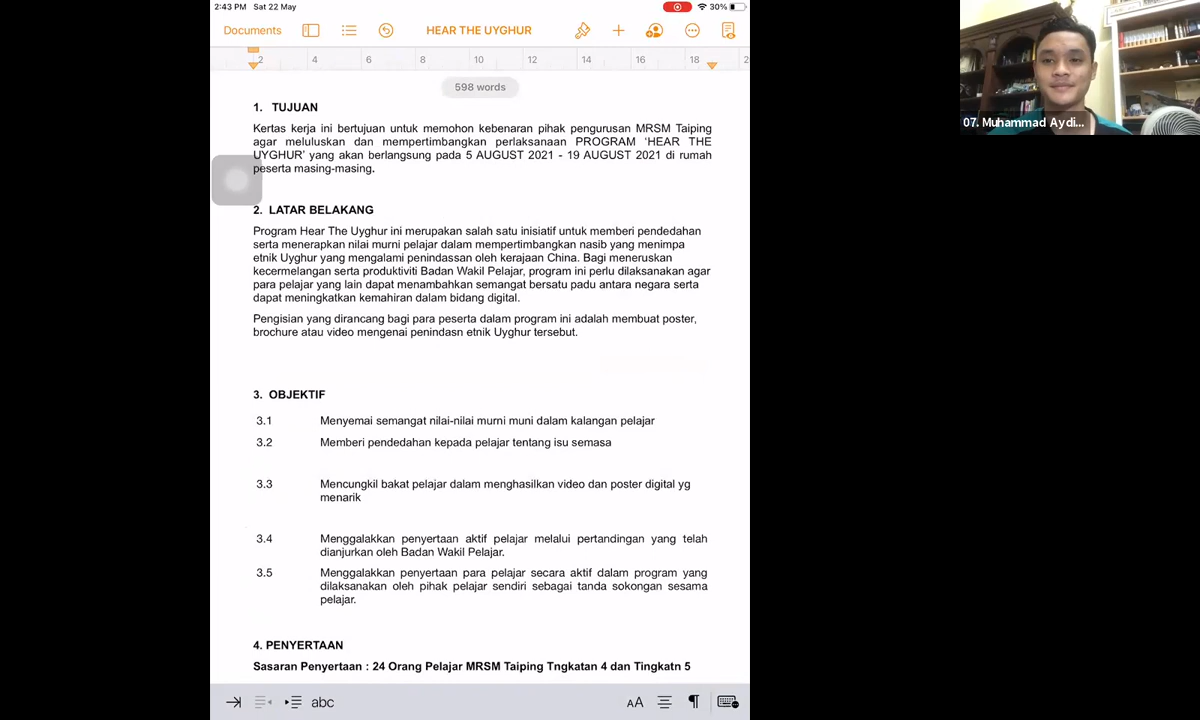 2:43 PM Sat 22 May
30%
Documents
HEAR THE UYGHUR
2 4 6 8 10 12 14 16 18 2
598 words
1. TUJUAN
Kertas kerja ini bertujuan untuk memohon kebenaran pihak pengurusan MRSM Taiping
agar meluluskan dan mempertimbangkan perlaksanaan PROGRAM 'HEAR THE
UYGHUR' yang akan berlangsung pada 5 AUGUST 2021 - 19 AUGUST 2021 di rumah
peserta masing-masing.
2. LATAR BELAKANG
Program Hear The Uyghur ini merupakan salah satu inisiatif untuk memberi pendedahan
serta menerapkan nilai murni pelajar dalam mempertimbangkan nasib yang menimpa
etnik Uyghur yang mengalami penindassan oleh kerajaan China. Bagi meneruskan
kecermelangan serta produktiviti Badan Wakil Pelajar, program ini perlu dilaksanakan agar
para pelajar yang lain dapat menambahkan semangat bersatu padu antara negara serta
dapat meningkatkan kemahiran dalam bidang digital.
Pengisian yang dirancang bagi para peserta dalam program ini adalah membuat poster,
brochure atau video mengenai penindasn etnik Uyghur tersebut.
3. OBJEKTIF
3.1 Menyemai semangat nilai-nilai murni muni dalam kalangan pelajar
3.2 Memberi pendedahan kepada pelajar tentang isu semasa
3.3 Mencungkil bakat pelajar dalam menghasilkan video dan poster digital yg
menarik
3.4 Menggalakkan penyertaan aktif pelajar melalui pertandingan yang telah
dianjurkan oleh Badan Wakil Pelajar.
3.5 Menggalakkan penyertaan para pelajar secara aktif dalam program yang
dilaksanakan oleh pihak pelajar sendiri sebagai tanda sokongan sesama
pelajar.
4. PENYERTAAN
Sasaran Penyertaan : 24 Orang Pelajar MRSM Taiping Tngkatan 4 dan Tingkatn 5
abc
AA
07. Muhammad Aydi...